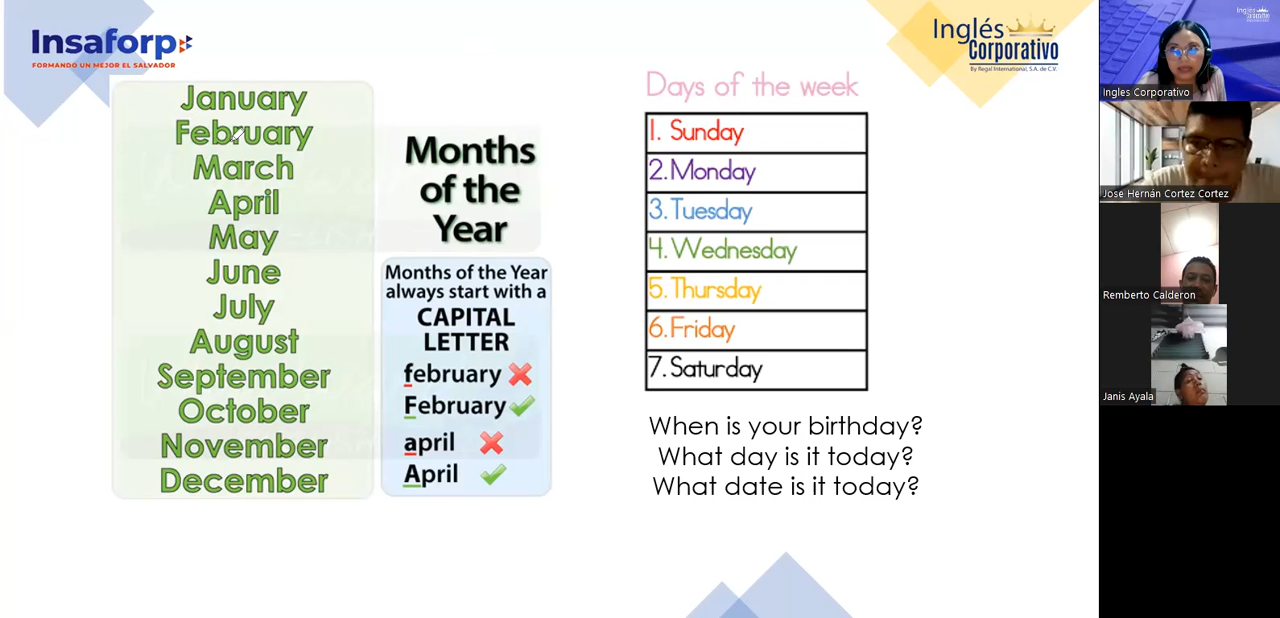 Insaforp
FORMANDO UN MEJOR EL SALVADOR
Inglés
Corporativo
By Regal International, S.A. de C.V.
January
February
March
April
May
June
July
August
September
October
November
December
Months
of the
Year
Months of the Year
always start with a
CAPITAL
LETTER
february
February
april
April
Days of the week
1. Sunday
2. Monday
3. Tuesday
4. Wednesday
5. Thursday
6. Friday
7. Saturday
When is your birthday?
What day is it today?
What date is it today?
Ingles Corporativo
Jose Hernán Cortez Cortez
Remberto Calderon
Janis Ayala